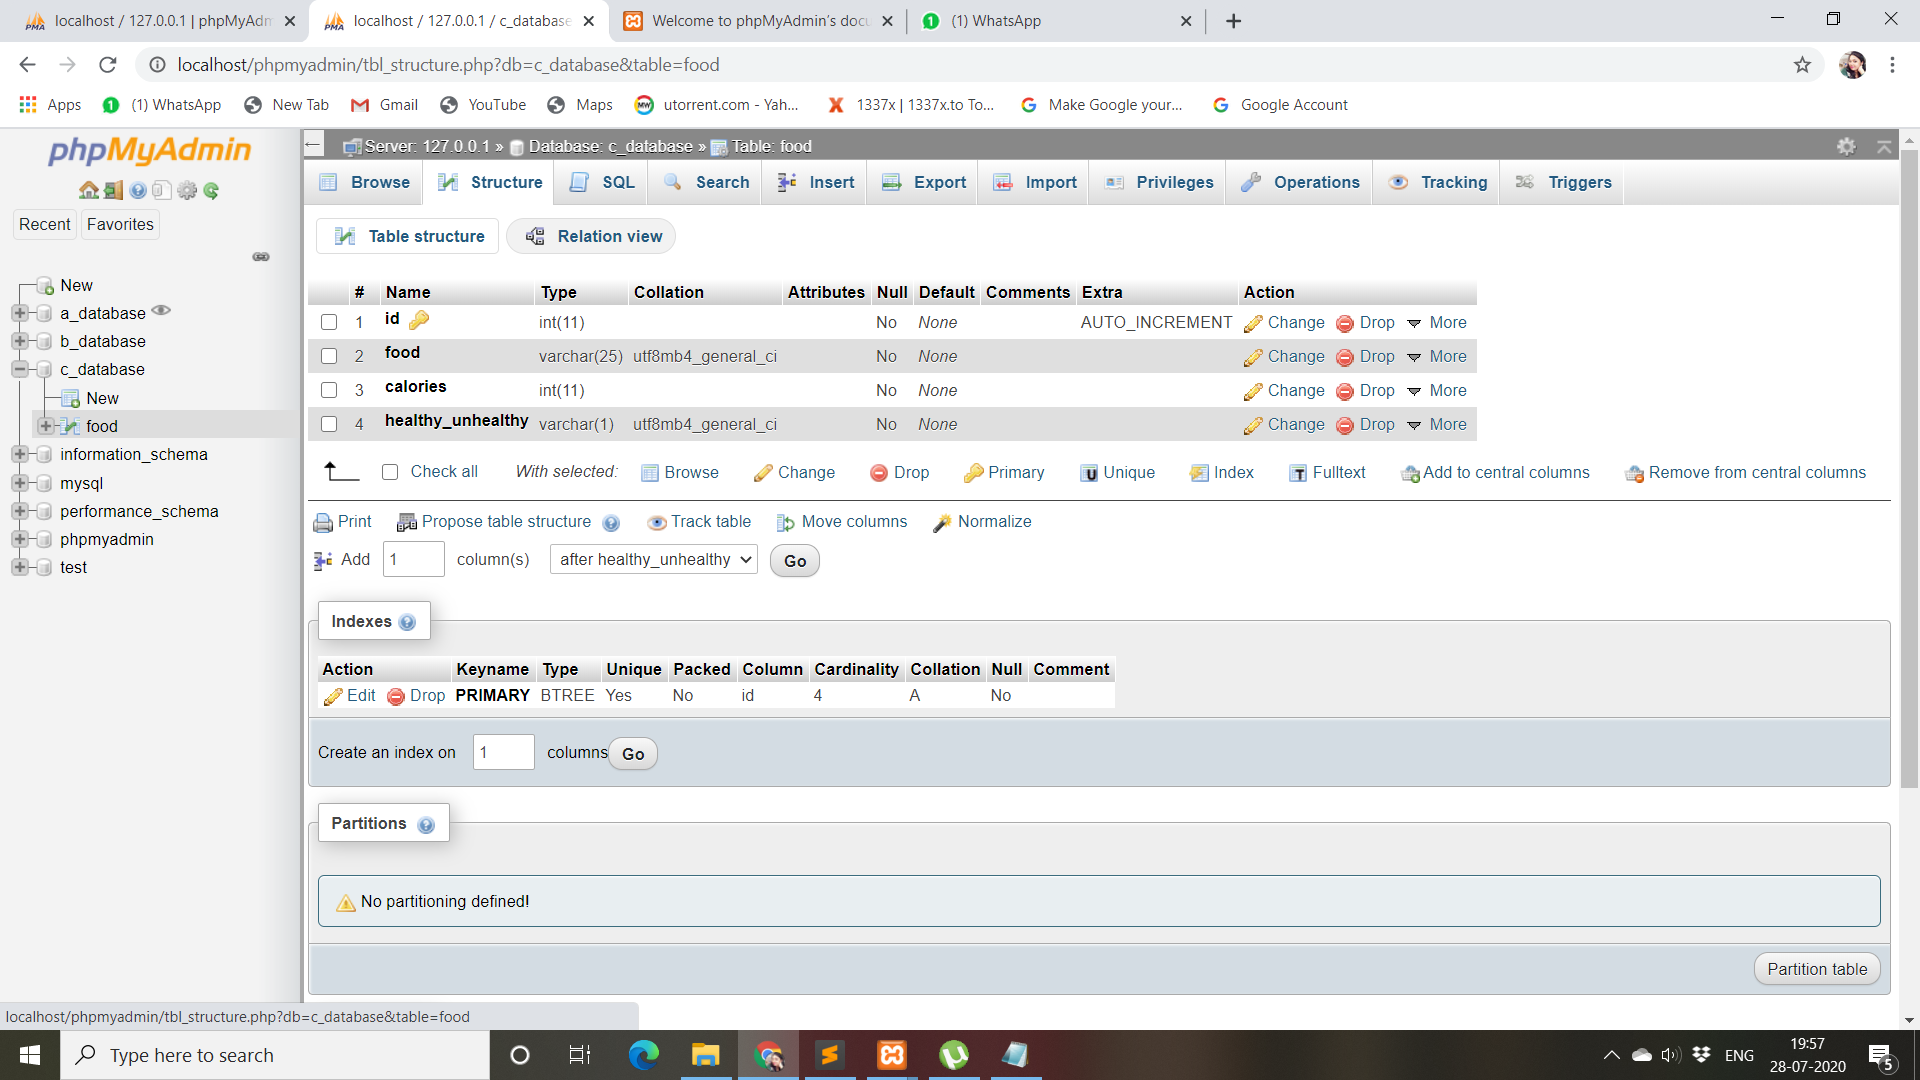 localhost / 127.0.0.1 | phpMyAdm
localhost / 127.0.0.1 / c_database
Welcome to phpMyAdmin's docu
(1) WhatsApp
localhost/phpmyadmin/tbl_structure.php?db=c_database&table=food
Apps (1) WhatsApp New Tab Gmail YouTube Maps utorrent.com - Yah... 1337x | 1337x.to To... Make Google your... Google Account
phpMyAdmin
Recent Favorites
New
a_database
b_database
c_database
New
food
information_schema
mysql
performance_schema
phpmyadmin
test
Server: 127.0.0.1 » Database: c_database » Table: food
Browse Structure SQL Search Insert Export Import Privileges Operations Tracking Triggers
Table structure Relation view
# Name Type Collation Attributes Null Default Comments Extra Action
1 id int(11) No None AUTO_INCREMENT Change Drop More
2 food varchar(25) utf8mb4_general_ci No None Change Drop More
3 calories int(11) No None Change Drop More
4 healthy_unhealthy varchar(1) utf8mb4_general_ci No None Change Drop More
Check all With selected: Browse Change Drop Primary Unique Index Fulltext Add to central columns Remove from central columns
Print Propose table structure Track table Move columns Normalize
Add 1 column(s) after healthy_unhealthy Go
Indexes
Action Keyname Type Unique Packed Column Cardinality Collation Null Comment
Edit Drop PRIMARY BTREE Yes No id 4 A No
Create an index on 1 columns Go
Partitions
No partitioning defined!
Partition table
localhost/phpmyadmin/tbl_structure.php?db=c_database&table=food
Type here to search
ENG
19:57
28-07-2020
5